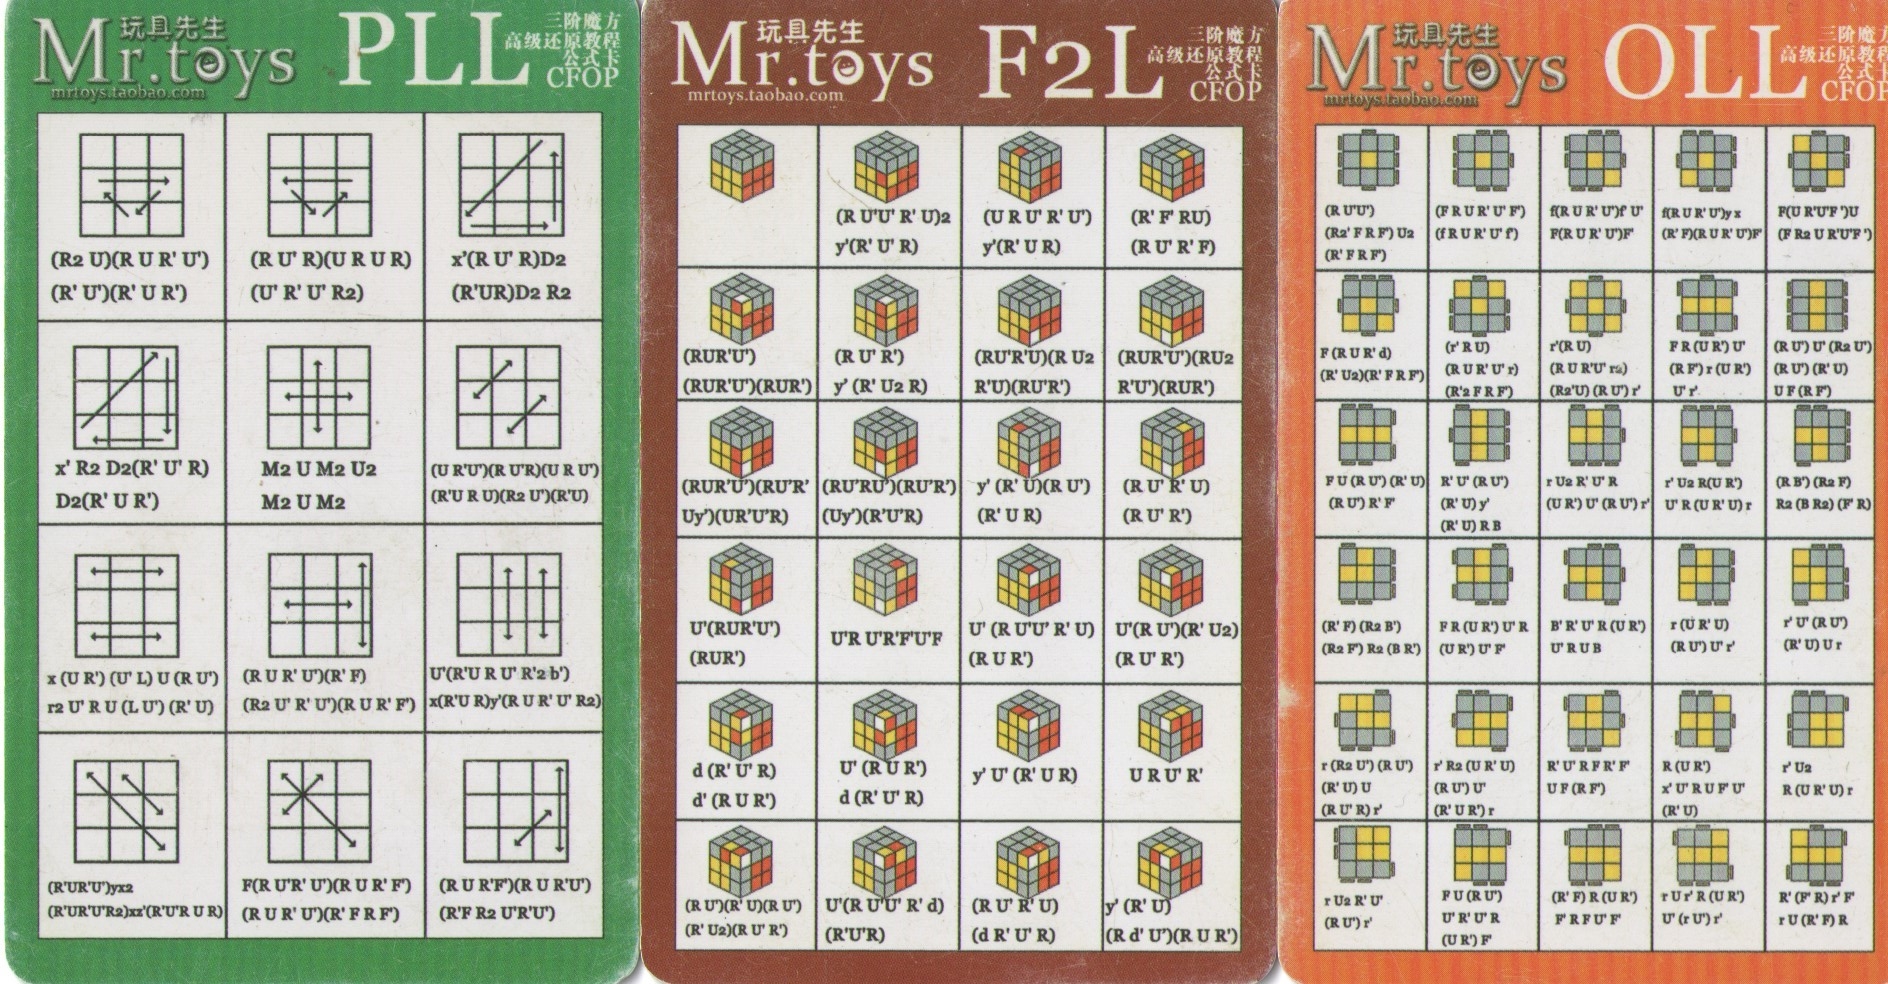 玩具先生
Mr.toys
mrtoys.taobao.com
PLL
三阶魔方
高级还原教程
公式卡
CFOP
(R2 U)(R U R' U')
(R' U')(R' U R')
(R U' R)(U R U R)
(U' R' U' R2)
x'(R U' R)D2
(R'UR)D2 R2
x' R2 D2(R' U' R)
D2(R' U R')
M2 U M2 U2
M2 U M2
(U R'U')(R U'R)(U R U')
(R'U R U)(R2 U')(R'U)
x (U R') (U' L) U (R U')
r2 U' R U (L U') (R' U)
(R U R' U')(R' F)
(R2 U' R' U')(R U R' F')
U'(R'U R U' R'2 b')
x(R'U R)y'(R U R' U' R2)
(R'UR'U')yx2
(R'UR'U'R2)xz'(R'U'R U R)
F(R U'R' U')(R U R' F')
(R U R' U')(R' F R F')
(R U R'F')(R U R'U')
(R'F R2 U'R'U')
玩具先生
Mr.toys
mrtoys.taobao.com
F2L
三阶魔方
高级还原教程
公式卡
CFOP
(R U'U' R' U)2
y'(R' U' R)
(U R U' R' U')
y'(R' U R)
(R' F' RU)
(R U' R' F)
(RUR'U')
(RUR'U')(RUR')
(R U' R')
y' (R' U2 R)
(RU'R'U)(R U2
R'U)(RU'R')
(RUR'U')(RU2
R'U')(RUR')
(RUR'U')(RU'R'
Uy')(UR'U'R)
(RU'RU')(RU'R')
(Uy')(R'U'R)
y' (R' U)(R U')
(R' U R)
(R U' R' U)
(R U' R')
U'(RUR'U')
(RUR')
U'R U'R'F'U'F
U' (R U'U' R' U)
(R U R')
U'(R U')(R' U2)
(R U' R')
d (R' U' R)
d' (R U R')
U' (R U R')
d (R' U' R)
y' U' (R' U R)
U R U' R'
(R U')(R' U)(R U')
(R' U2)(R U' R')
U'(R U'U' R' d)
(R'U'R)
(R U' R' U)
(d R' U' R)
y' (R' U)
(R d' U')(R U R')
玩具先生
Mr.toys
mrtoys.taobao.com
OLL
三阶魔方
高级还原教程
公式卡
CFOP
(R U'U')
(R2' F R F') U2
(R' F R F')
(F R U R' U' F')
(f R U R' U' f')
f(R U R' U')f' U'
F(R U R' U')F'
f(R U R' U')y x
(R' F)(R U R' U')F'
F(U R'U'F ')U
(F R2 U R'U'F ')
F (R U R' d)
(R' U2)(R' F R F')
(r' R U)
(R U R'U' r)
(R'2 F R F')
r'(R U)
(R U R'U' r2)
(R2'U) (R U') r'
F R (U R') U'
(R F') r (U R')
U' r'
(R U') U' (R2 U')
(R U') (R' U)
U F (R F')
F U (R U') (R' U)
(R U') R' F'
R' U' (R U')
(R' U) y'
(R' U) R B
r U2 R' U' R
(U R') U' (R U') r'
r' U2 R(U R')
U' R (U R' U) r
(R B') (R2 F)
R2 (B R2) (F' R)
(R' F) (R2 B')
(R2 F') R2 (B R')
F R (U R') U' R
(U R') U' F'
B' R' U' R (U R')
U' R U B
r (U R' U)
(R U') U' r'
r' U' (R U')
(R' U) U r
r (R2 U') (R U')
(R' U) U
(R U' R) r'
r' R2 (U R' U)
(R U') U'
(R' U R') r
R' U' R F R' F'
U F (R F')
R (U R')
x' U' R U F' U'
(R' U)
r' U2
R (U R' U) r
r U2 R' U'
(R U') r'
F U (R U')
U' R' U' R
(U R') F'
(R' F) R (U R')
F' R F U' F'
r U r' R (U R')
U' (r U') r'
R' (F' R) r' F'
r U (R' F) R